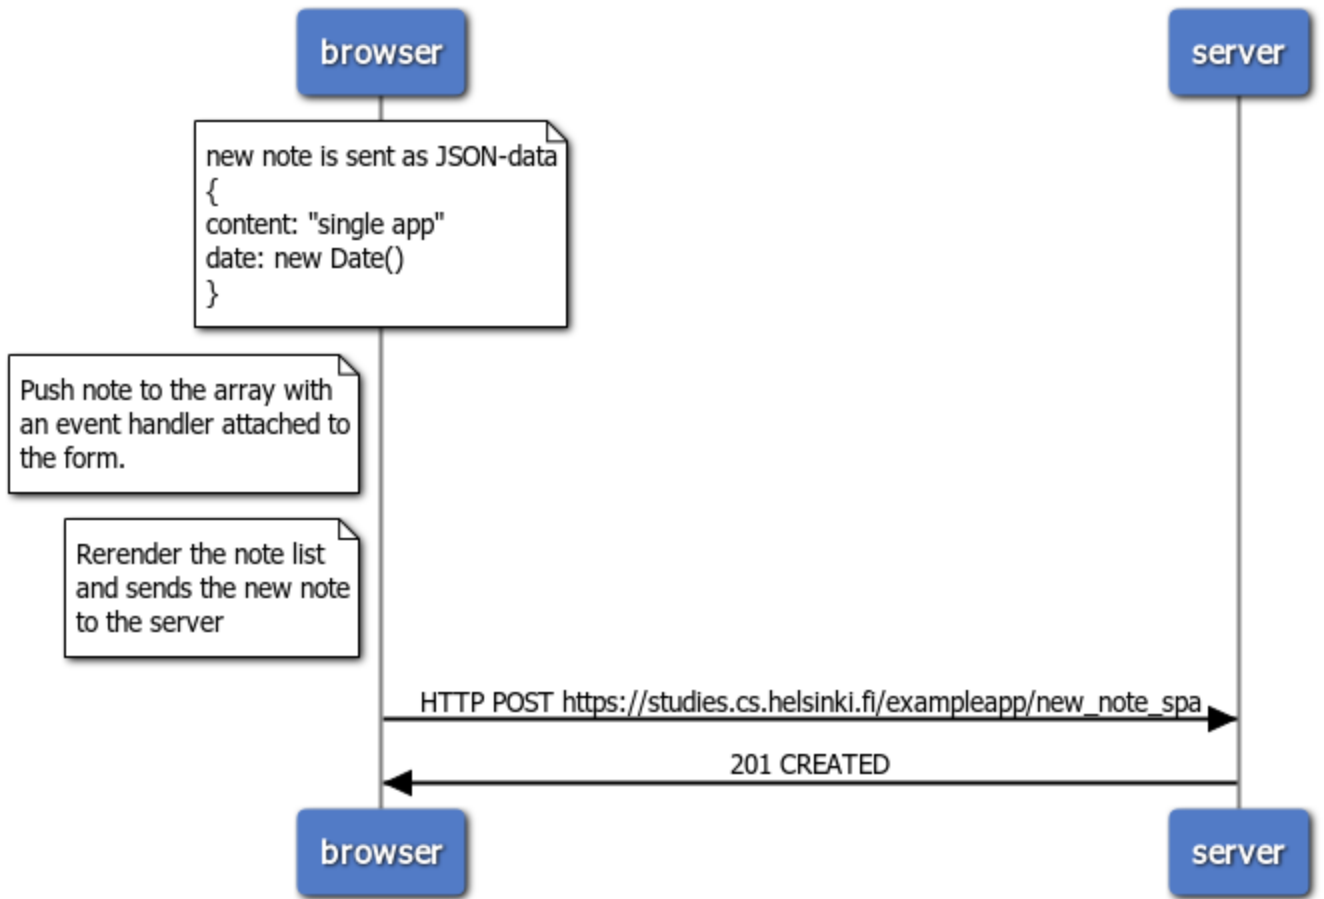 browser
server
new note is sent as JSON-data
{
content: "single app"
date: new Date()
}
Push note to the array with
an event handler attached to
the form.
Rerender the note list
and sends the new note
to the server
HTTP POST https://studies.cs.helsinki.fi/exampleapp/new_note_spa
201 CREATED
browser
server